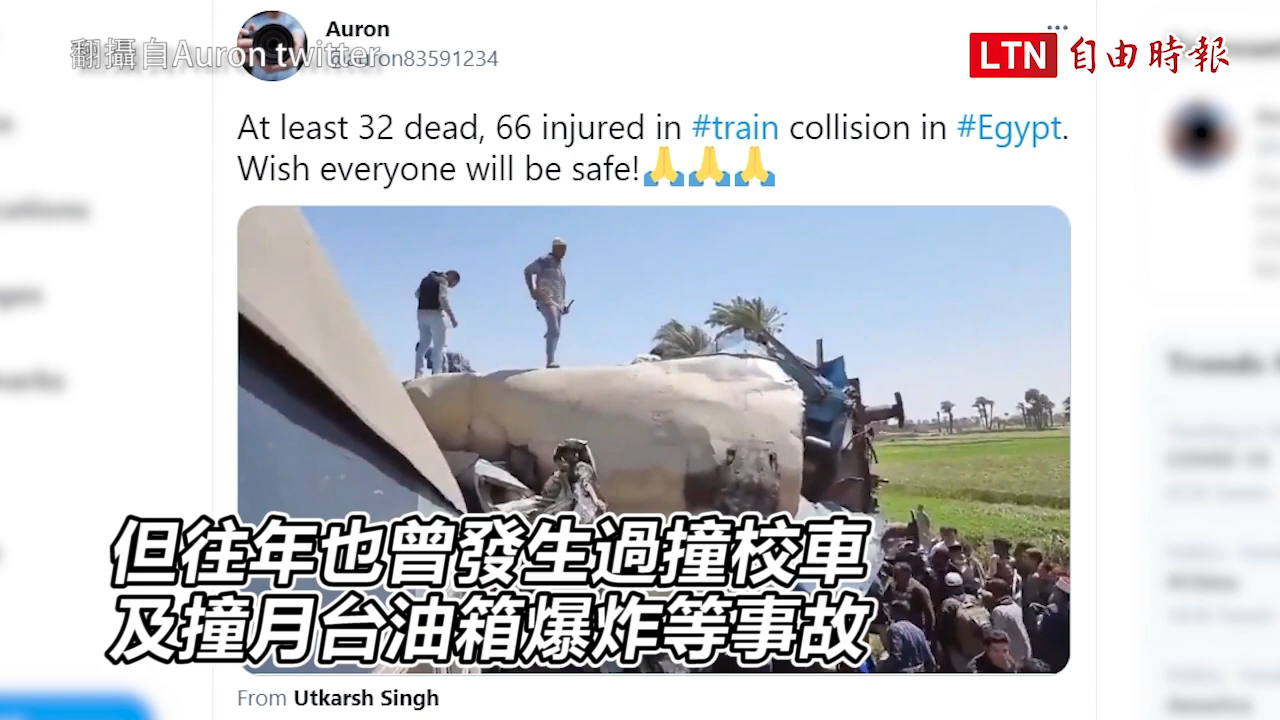 Auron
翻攝自Auron twitter
@auron83591234
LTN 自由時報
At least 32 dead, 66 injured in #train collision in #Egypt.
Wish everyone will be safe!🙏🙏🙏
但往年也曾發生過撞校車
及撞月台油箱爆炸等事故
From Utkarsh Singh